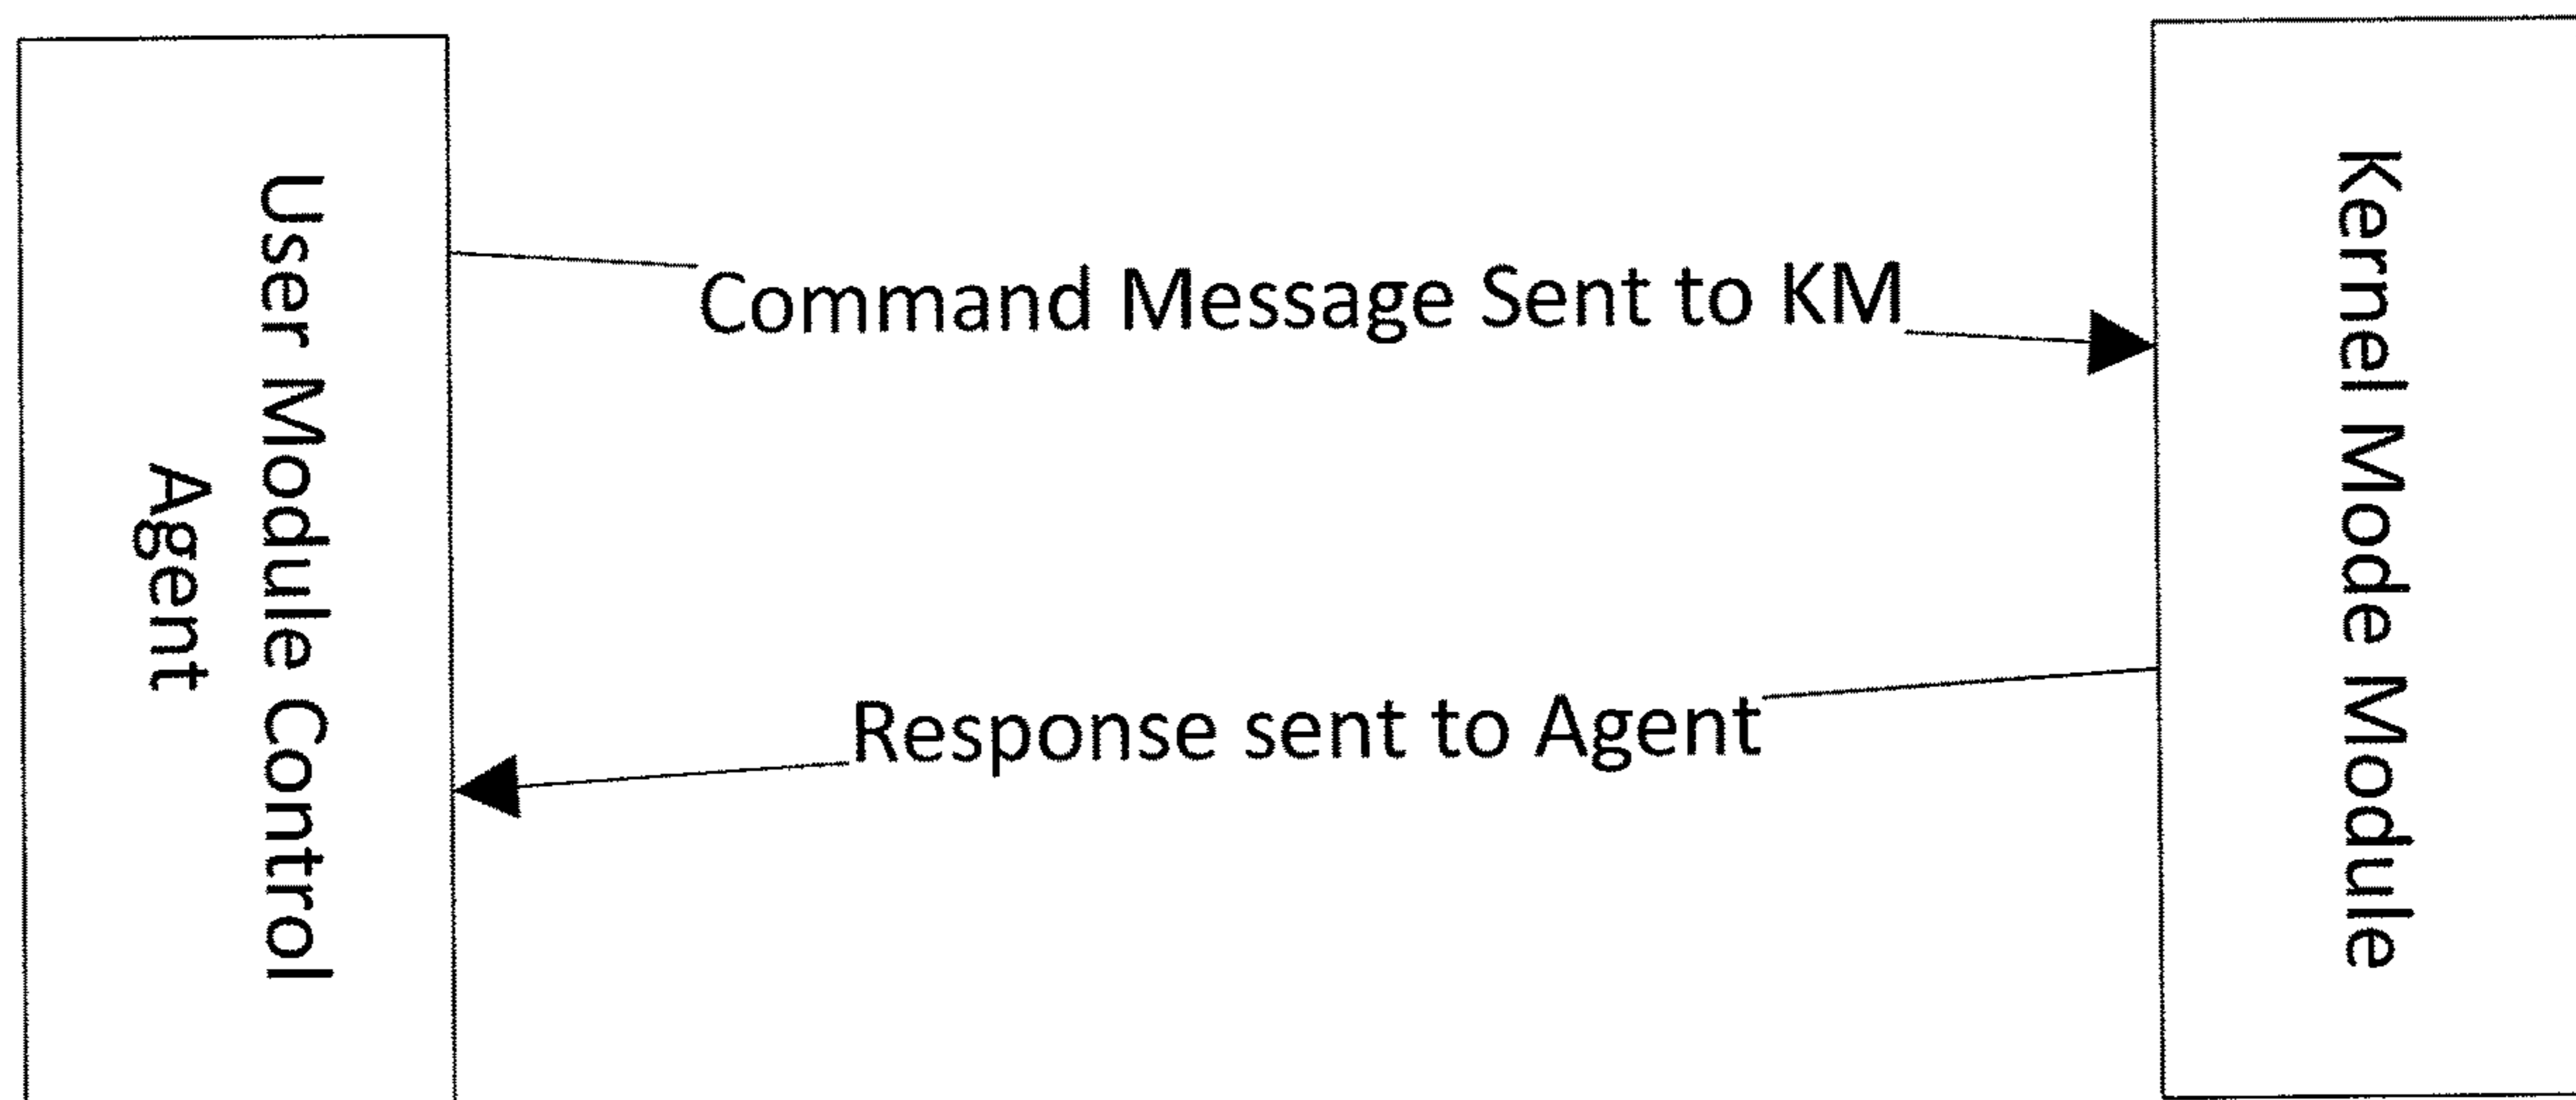 User Module Control
Agent
Command Message Sent to KM
Response sent to Agent
Kernel Mode Module